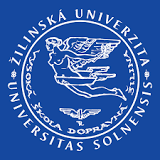 ŽILINSKÁ UNIVERZITA
UNIVERSITAS SOLNENSIS
VYSOKÁ ŠKOLA DOPRAVNÁ